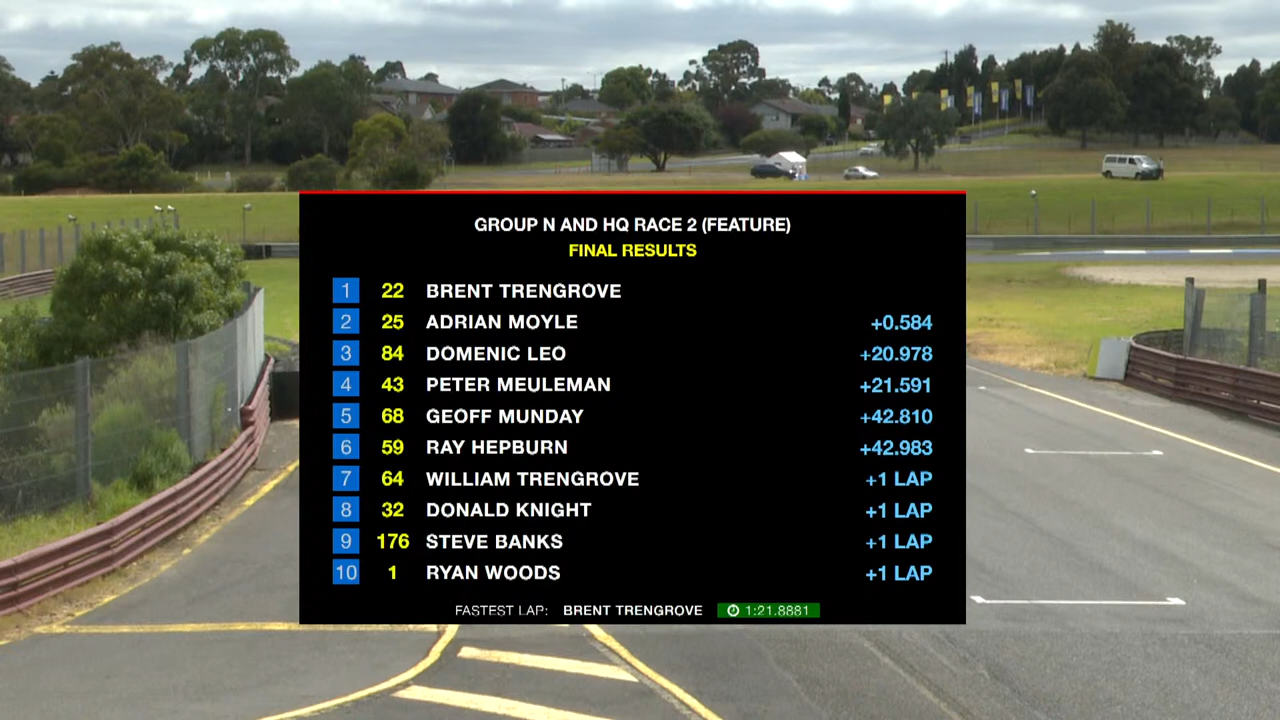 GROUP N AND HQ RACE 2 (FEATURE)
FINAL RESULTS
1 22 BRENT TRENGROVE
2 25 ADRIAN MOYLE +0.584
3 84 DOMENIC LEO +20.978
4 43 PETER MEULEMAN +21.591
5 68 GEOFF MUNDAY +42.810
6 59 RAY HEPBURN +42.983
7 64 WILLIAM TRENGROVE +1 LAP
8 32 DONALD KNIGHT +1 LAP
9 176 STEVE BANKS +1 LAP
10 1 RYAN WOODS +1 LAP
FASTEST LAP: BRENT TRENGROVE 1:21.8881